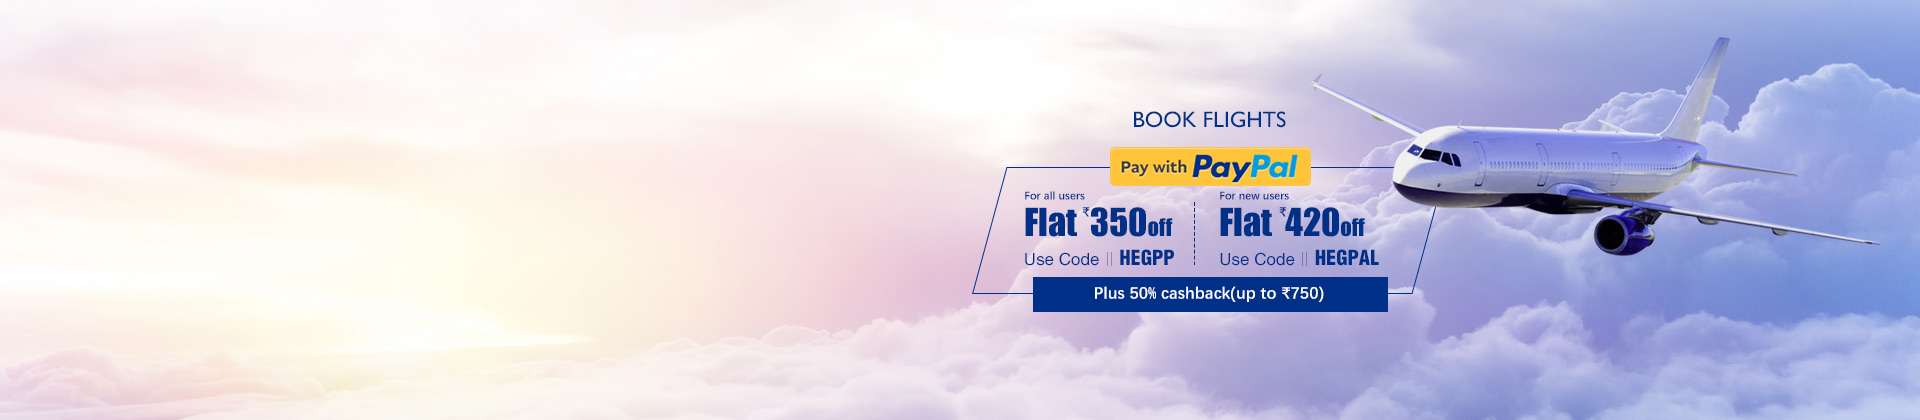 BOOK FLIGHTS
Pay with PayPal
For all users
Flat ₹350off
Use Code || HEGPP
For new users
Flat ₹420off
Use Code || HEGPAL
Plus 50% cashback(up to ₹750)